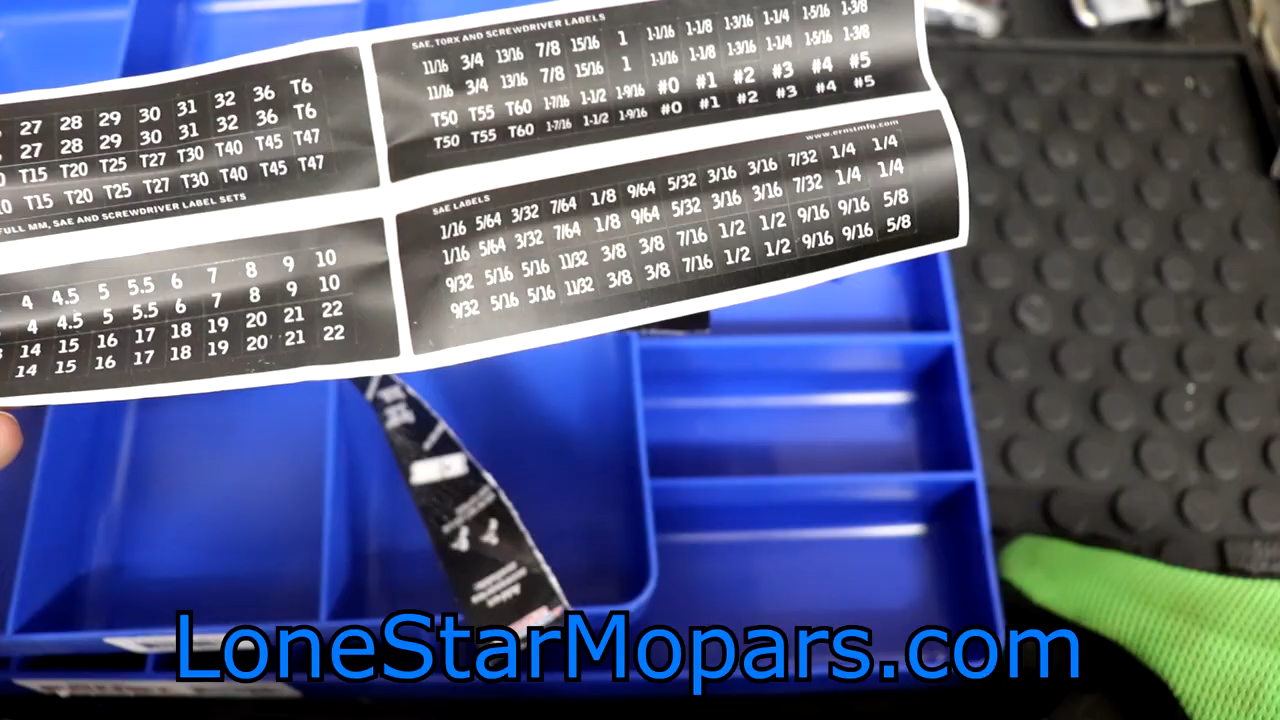 27 28 29 30 31 32 36 T6
27 28 29 30 31 32 36 T6
T15 T20 T25 T27 T30 T40 T45 T47
T15 T20 T25 T27 T30 T40 T45 T47
FULL MM, SAE AND SCREWDRIVER LABEL SETS
SAE, TORX AND SCREWDRIVER LABELS
11/16 3/4 13/16 7/8 15/16 1 1-1/16 1-1/8 1-3/16 1-1/4 1-5/16 1-3/8
11/16 3/4 13/16 7/8 15/16 1 1-1/16 1-1/8 1-3/16 1-1/4 1-5/16 1-3/8
T50 T55 T60 1-7/16 1-1/2 1-9/16 #0 #1 #2 #3 #4 #5
T50 T55 T60 1-7/16 1-1/2 1-9/16 #0 #1 #2 #3 #4 #5
4 4.5 5 5.5 6 7 8 9 10
4 4.5 5 5.5 6 7 8 9 10
14 15 16 17 18 19 20 21 22
14 15 16 17 18 19 20 21 22
www.ernstmfg.com
SAE LABELS
1/16 5/64 3/32 7/64 1/8 9/64 5/32 3/16 3/16 7/32 1/4 1/4
1/16 5/64 3/32 7/64 1/8 9/64 5/32 3/16 3/16 7/32 1/4 1/4
9/32 5/16 5/16 11/32 3/8 3/8 7/16 1/2 1/2 9/16 9/16 5/8
9/32 5/16 5/16 11/32 3/8 3/8 7/16 1/2 1/2 9/16 9/16 5/8
LoneStarMopars.com